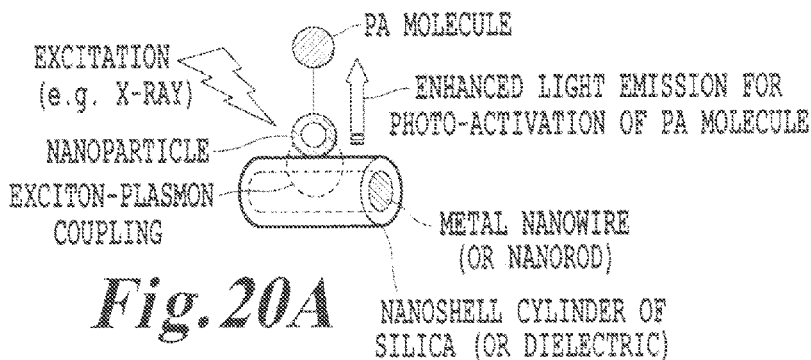 PA MOLECULE
EXCITATION
(e.g. X-RAY)
ENHANCED LIGHT EMISSION FOR
PHOTO-ACTIVATION OF PA MOLECULE
NANOPARTICLE
EXCITON-PLASMON
COUPLING
METAL NANOWIRE
(OR NANOROD)
NANOSHELL CYLINDER OF
SILICA (OR DIELECTRIC)
Fig.20A